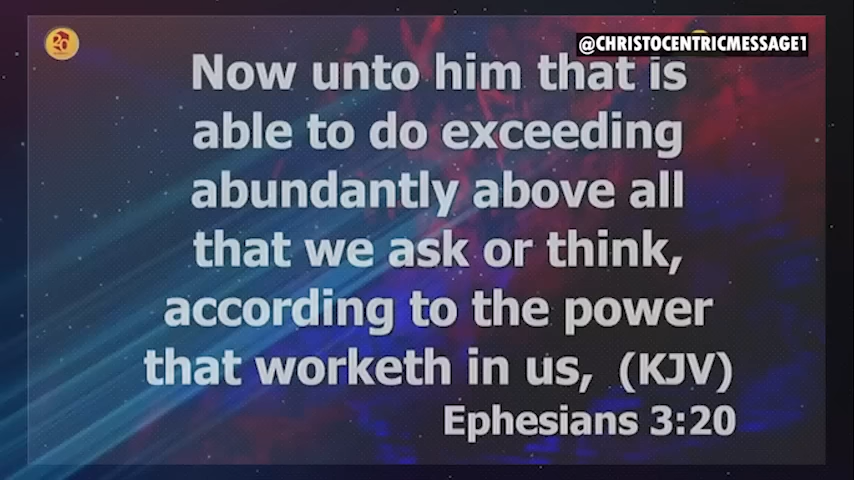 20
@CHRISTOCENTRICMESSAGE1
Now unto him that is
able to do exceeding
abundantly above all
that we ask or think,
according to the power
that worketh in us, (KJV)
Ephesians 3:20